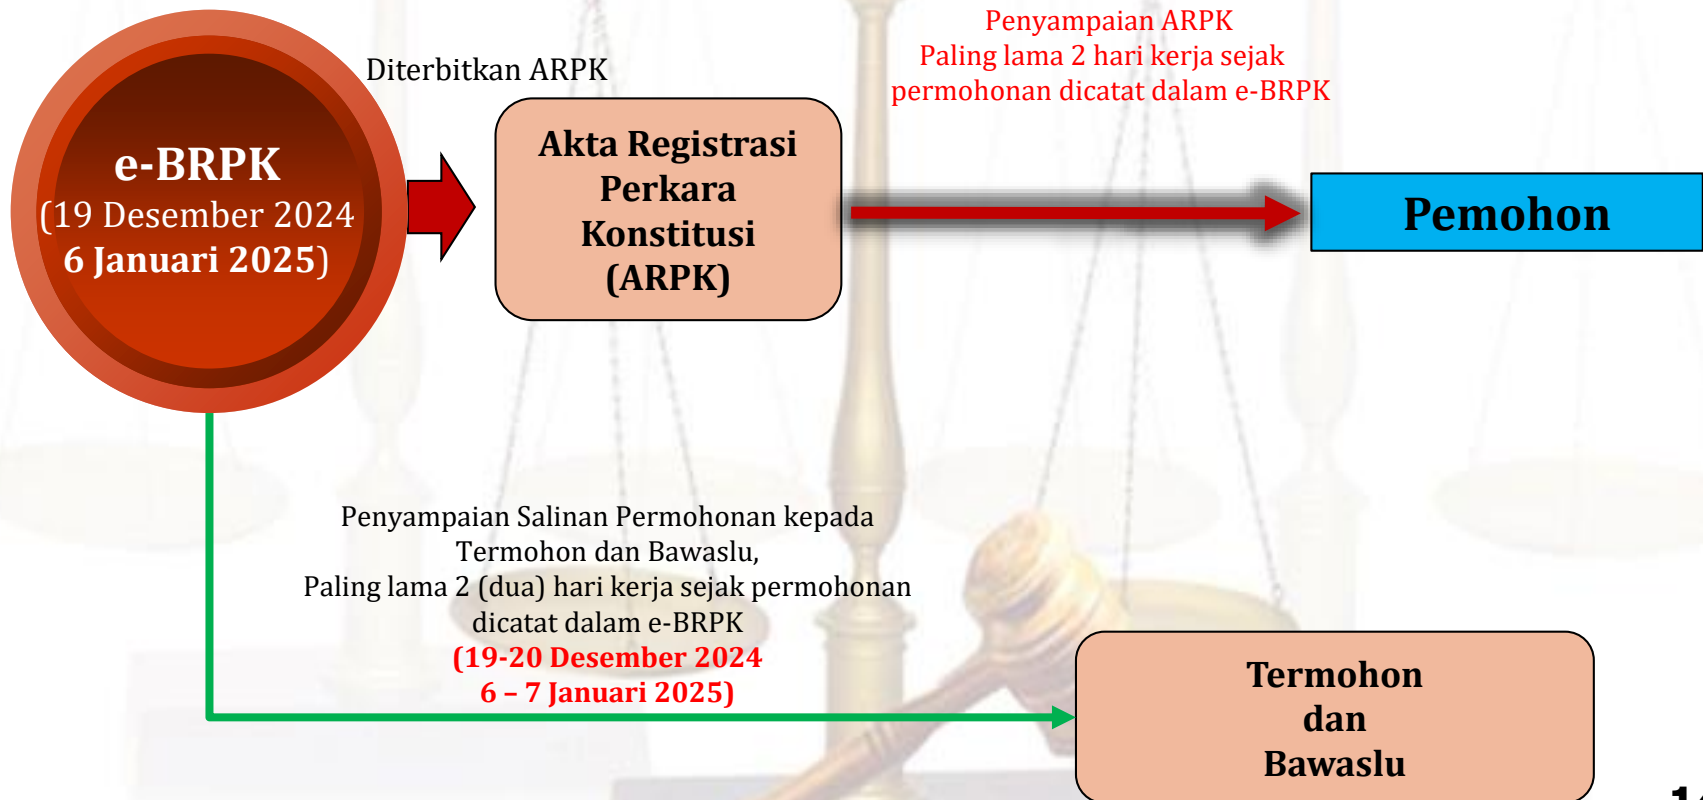 Penyampaian ARPK
Paling lama 2 hari kerja sejak
permohonan dicatat dalam e-BRPK
Diterbitkan ARPK
e-BRPK
(19 Desember 2024
6 Januari 2025)
Akta Registrasi
Perkara
Konstitusi
(ARPK)
Pemohon
Penyampaian Salinan Permohonan kepada
Termohon dan Bawaslu,
Paling lama 2 (dua) hari kerja sejak permohonan
dicatat dalam e-BRPK
(19-20 Desember 2024
6 – 7 Januari 2025)
Termohon
dan
Bawaslu